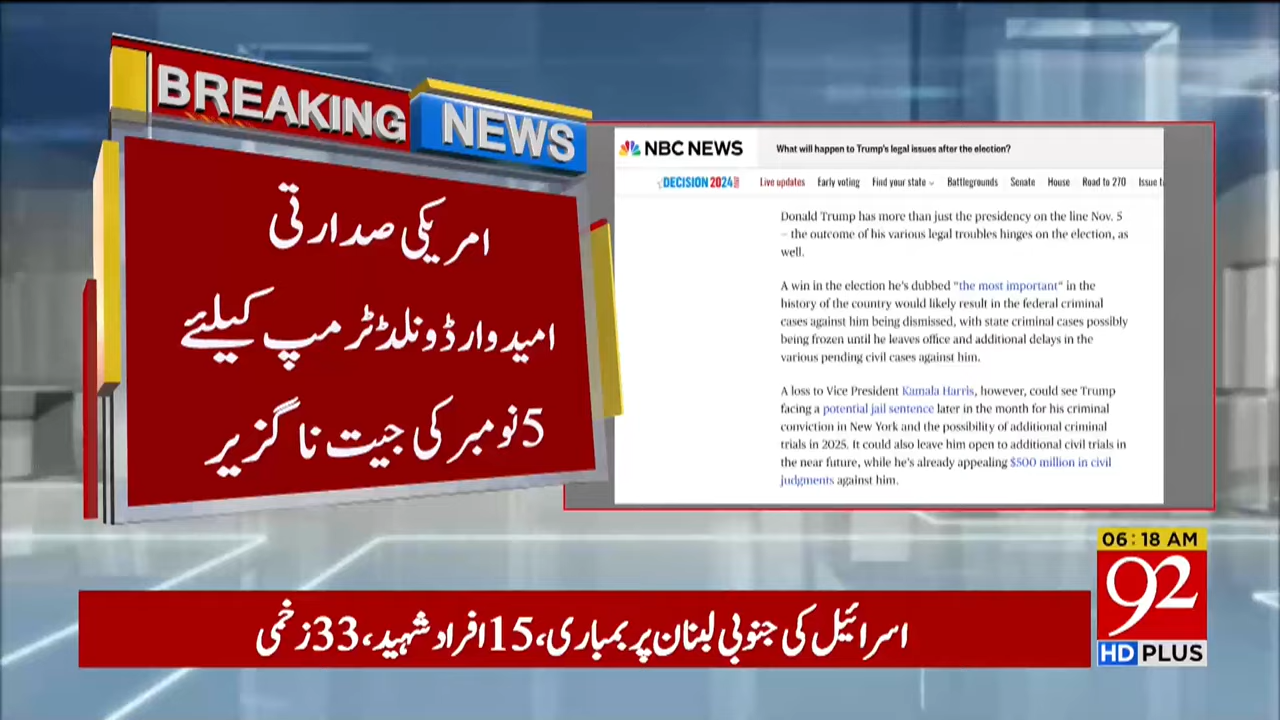 BREAKING NEWS
امریکی صدارتی
امیدوار ڈونلڈ ٹرمپ کیلئے
5 نومبر کی جیت ناگزیر
NBC NEWS
What will happen to Trump's legal issues after the election?
DECISION 2024
Live updates Early voting Find your state Battlegrounds Senate House Road to 270 Issue
Donald Trump has more than just the presidency on the line Nov. 5
– the outcome of his various legal troubles hinges on the election, as
well.
A win in the election he's dubbed "the most important" in the
history of the country would likely result in the federal criminal
cases against him being dismissed, with state criminal cases possibly
being frozen until he leaves office and additional delays in the
various pending civil cases against him.
A loss to Vice President Kamala Harris, however, could see Trump
facing a potential jail sentence later in the month for his criminal
conviction in New York and the possibility of additional criminal
trials in 2025. It could also leave him open to additional civil trials in
the near future, while he's already appealing $500 million in civil
judgments against him.
06:18 AM
92
HD PLUS
اسرائیل کی جنوبی لبنان پر بمباری، 15 افراد شہید، 33 زخمی